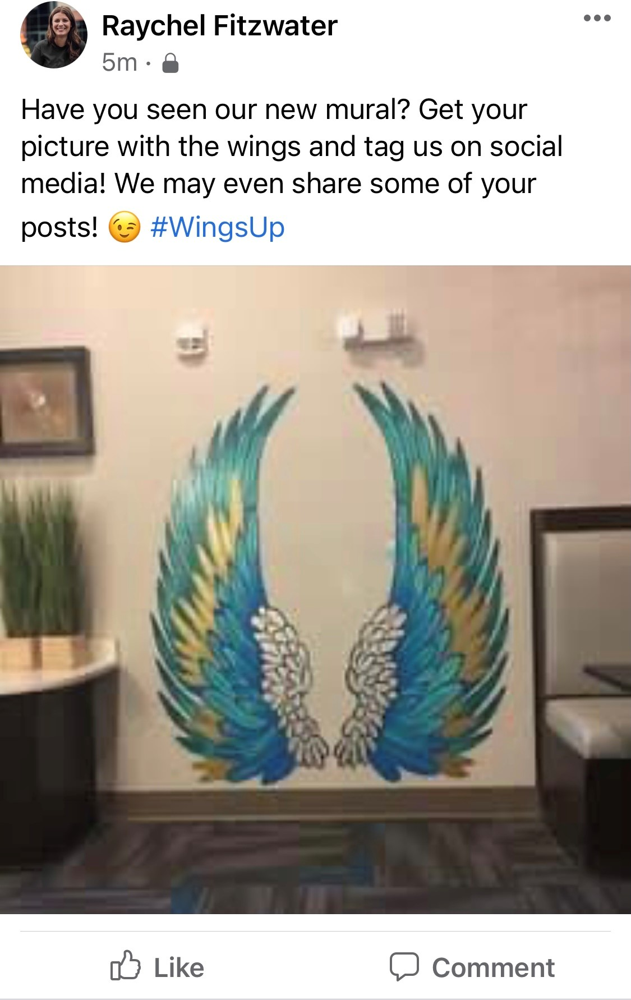 Raychel Fitzwater
5m ·
Have you seen our new mural? Get your
picture with the wings and tag us on social
media! We may even share some of your
posts! 😉 #WingsUp
Like
Comment